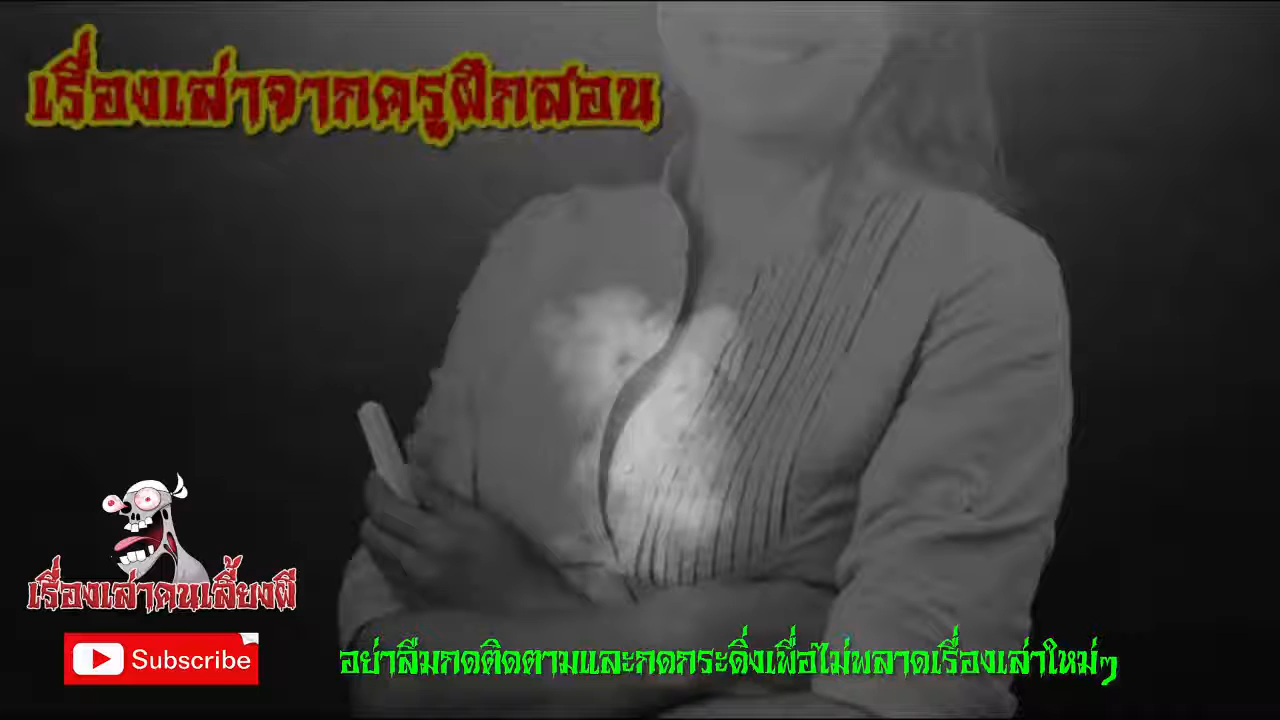 เรื่องเล่าจากครูฝึกสอน
เรื่องเล่าคนเลี้ยงผี
Subscribe
อย่าลืมกดติดตามและกดกระดิ่งเพื่อไม่พลาดเรื่องเล่าใหม่ๆ